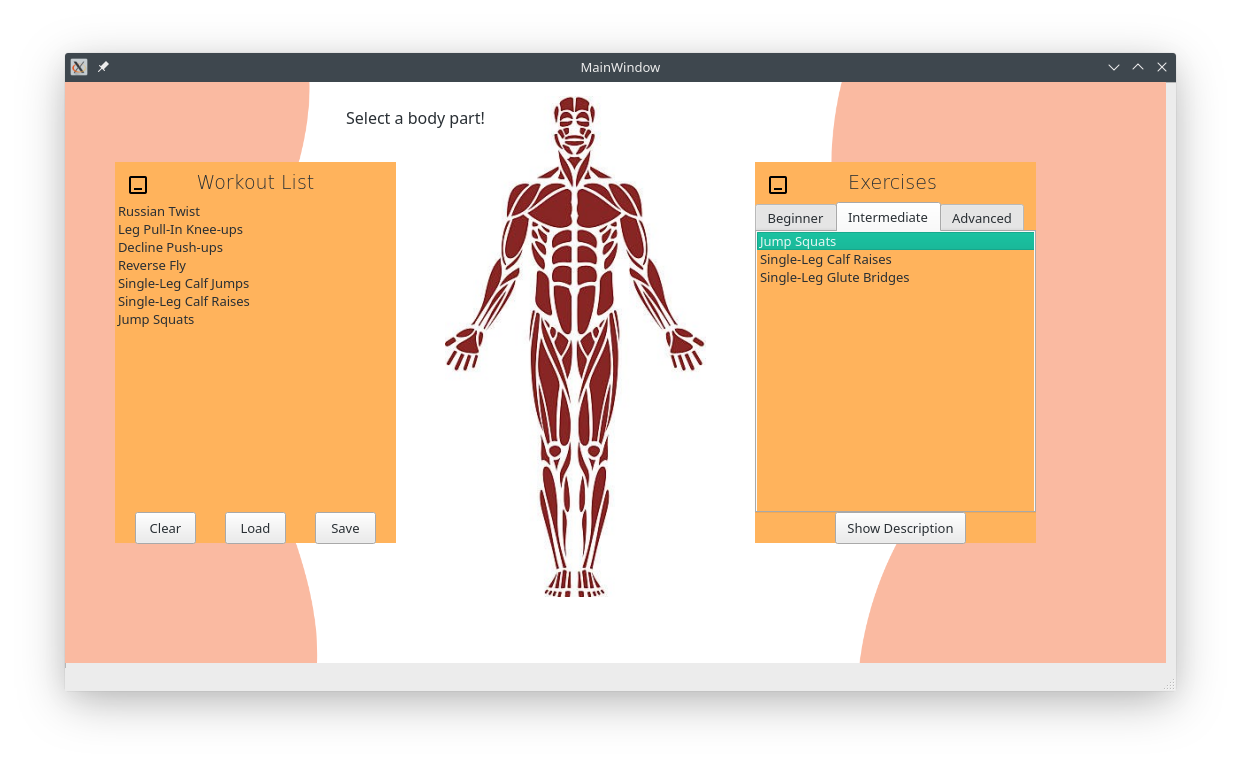 MainWindow
Select a body part!
Workout List
Russian Twist
Leg Pull-In Knee-ups
Decline Push-ups
Reverse Fly
Single-Leg Calf Jumps
Single-Leg Calf Raises
Jump Squats
Clear
Load
Save
Exercises
Beginner
Intermediate
Advanced
Jump Squats
Single-Leg Calf Raises
Single-Leg Glute Bridges
Show Description